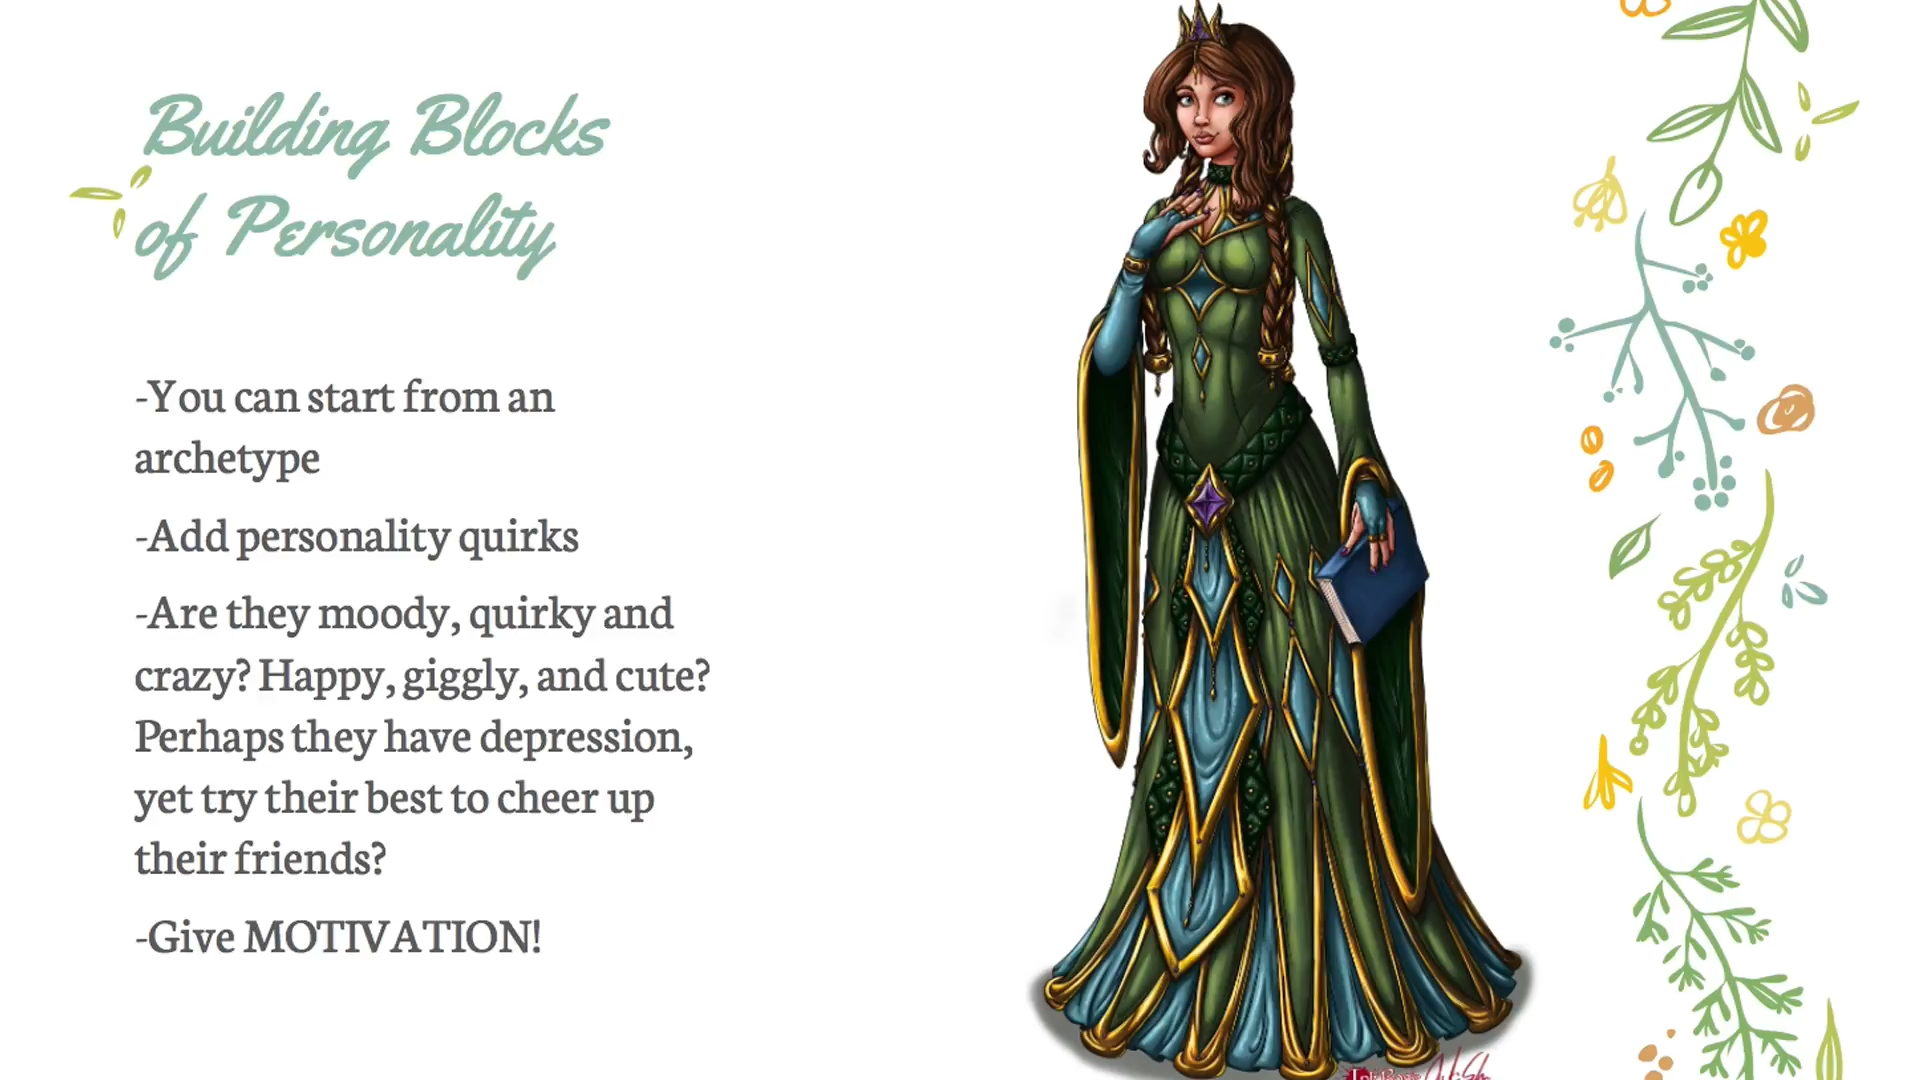 Building Blocks
of Personality
-You can start from an
archetype
-Add personality quirks
-Are they moody, quirky and
crazy? Happy, giggly, and cute?
Perhaps they have depression,
yet try their best to cheer up
their friends?
-Give MOTIVATION!